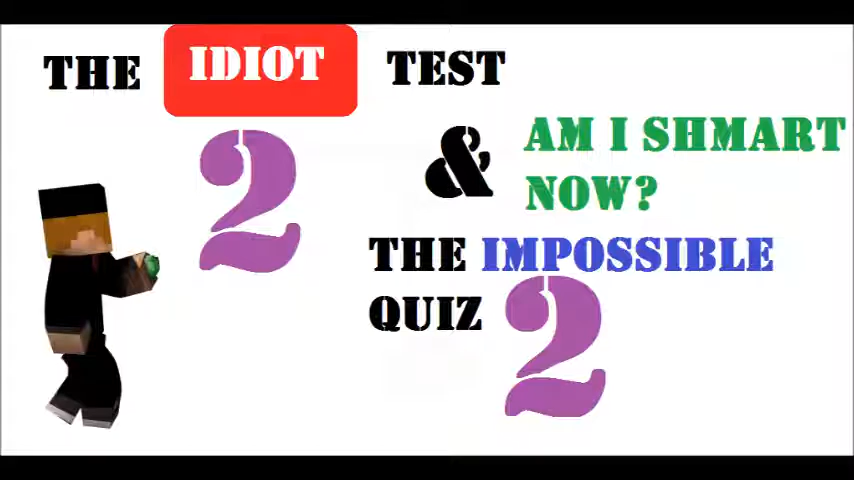 THE IDIOT TEST
2
& AM I SHMART
NOW?
THE IMPOSSIBLE
QUIZ 2